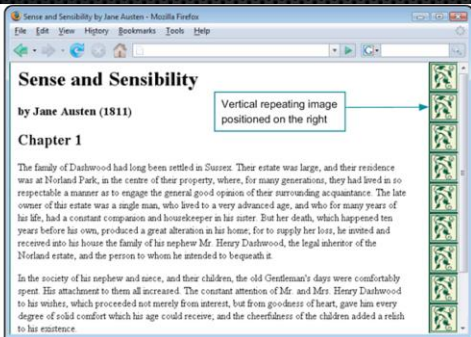 Sense and Sensibility by Jane Austen - Mozilla Firefox
File Edit View History Bookmarks Tools Help
Sense and Sensibility
by Jane Austen (1811)
Vertical repeating image
positioned on the right
Chapter 1
The family of Dashwood had long been settled in Sussex. Their estate was large, and their residence
was at Norland Park, in the centre of their property, where, for many generations, they had lived in so
respectable a manner as to engage the general good opinion of their surrounding acquaintance. The late
owner of this estate was a single man, who lived to a very advanced age, and who for many years of
his life, had a constant companion and housekeeper in his sister. But her death, which happened ten
years before his own, produced a great alteration in his home; for to supply her loss, he invited and
received into his house the family of his nephew Mr. Henry Dashwood, the legal inheritor of the
Norland estate, and the person to whom he intended to bequeath it.
In the society of his nephew and niece, and their children, the old Gentleman's days were comfortably
spent. His attachment to them all increased. The constant attention of Mr. and Mrs. Henry Dashwood
to his wishes, which proceeded not merely from interest, but from goodness of heart, gave him every
degree of solid comfort which his age could receive; and the cheerfulness of the children added a relish
to his existence.